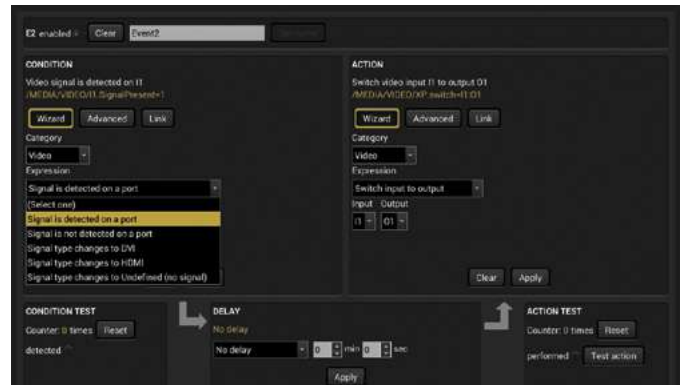 E2 enabled
Clear
Event2
CONDITION
Video signal is detected on I1
/MEDIA/VIDEO/I1.SignalPresent=1
Wizard
Advanced
Link
Category
Video
Expression
Signal is detected on a port
(Select one)
Signal is detected on a port
Signal is not detected on a port
Signal type changes to DVI
Signal type changes to HDMI
Signal type changes to Undefined (no signal)
ACTION
Switch video input I1 to output O1
/MEDIA/VIDEO/XP.switch=I1:O1
Wizard
Advanced
Link
Category
Video
Expression
Switch input to output
Input Output
I1 O1
Clear
Apply
CONDITION TEST
Counter: 0 times
Reset
detected
DELAY
No delay
No delay
0 min 0 sec
Apply
ACTION TEST
Counter: 0 times
Reset
performed
Test action